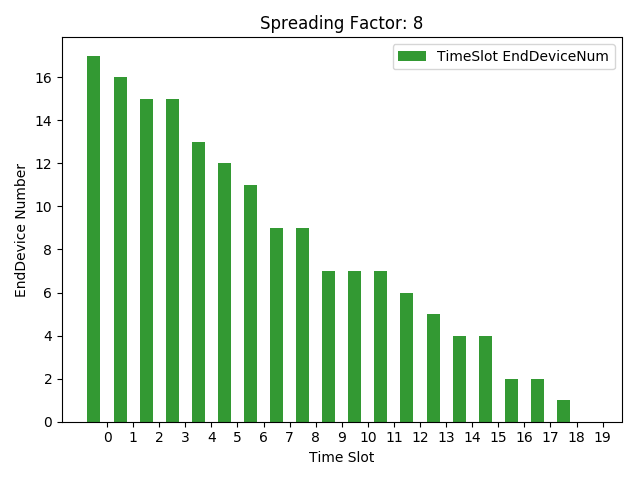 Spreading Factor: 8
TimeSlot EndDeviceNum
EndDevice Number
16
14
12
10
8
6
4
2
0
0 1 2 3 4 5 6 7 8 9 10 11 12 13 14 15 16 17 18 19
Time Slot